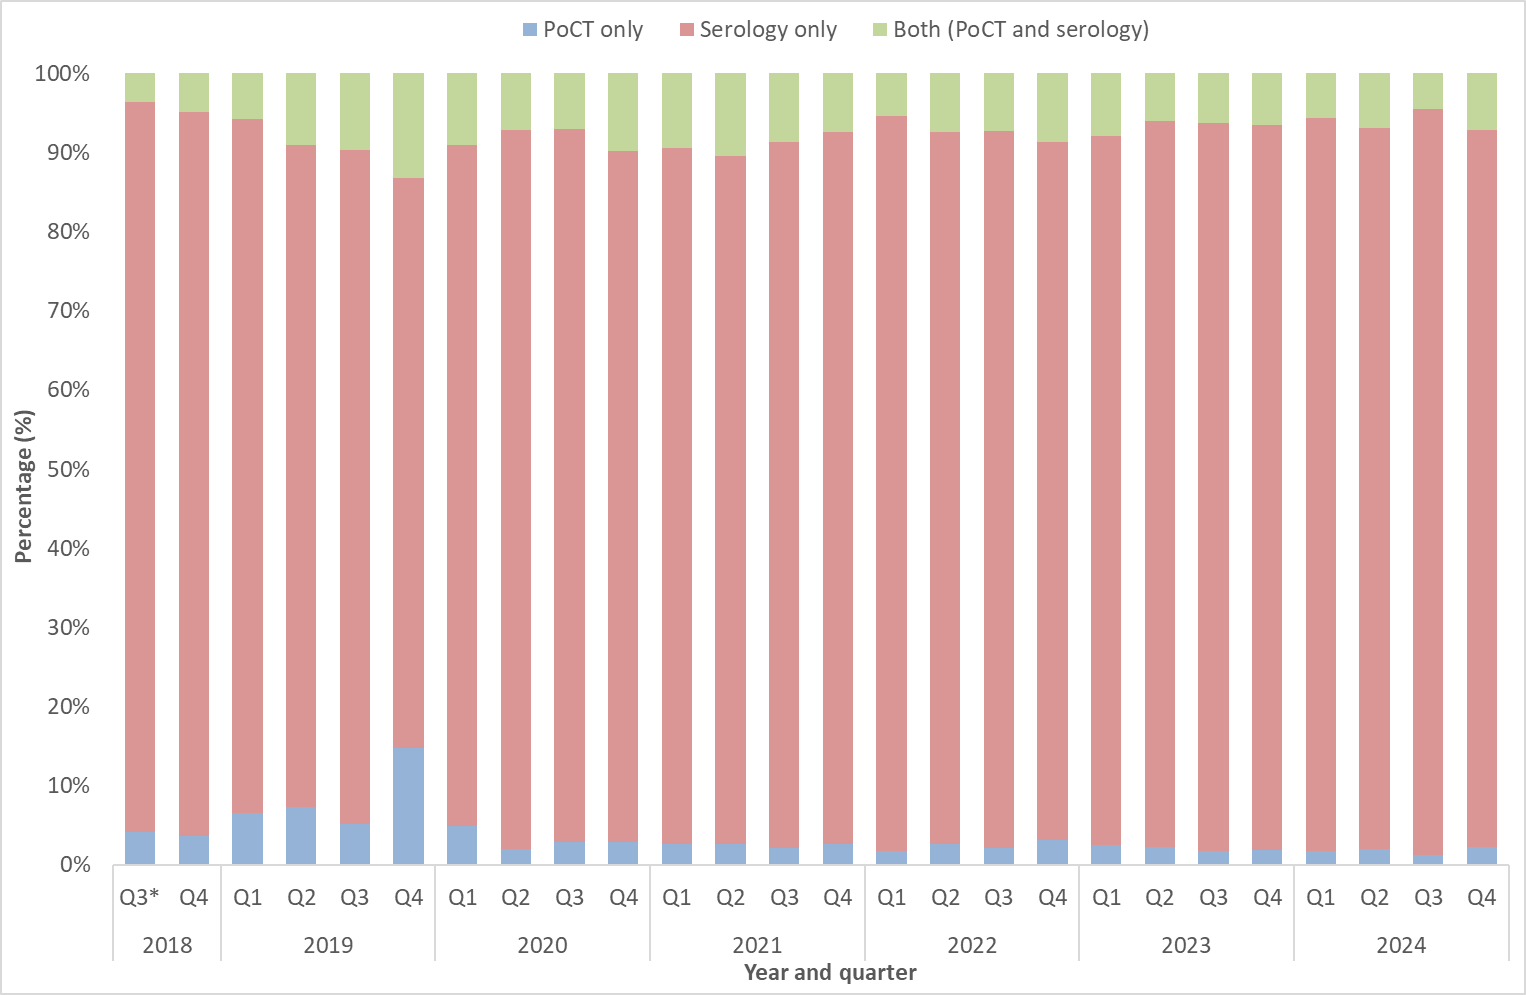 PoCT only Serology only Both (PoCT and serology)
100%
90%
80%
70%
60%
50%
40%
30%
20%
10%
0%
Percentage (%)
Q3* Q4 Q1 Q2 Q3 Q4 Q1 Q2 Q3 Q4 Q1 Q2 Q3 Q4 Q1 Q2 Q3 Q4 Q1 Q2 Q3 Q4 Q1 Q2 Q3 Q4
2018 2019 2020 2021 2022 2023 2024
Year and quarter